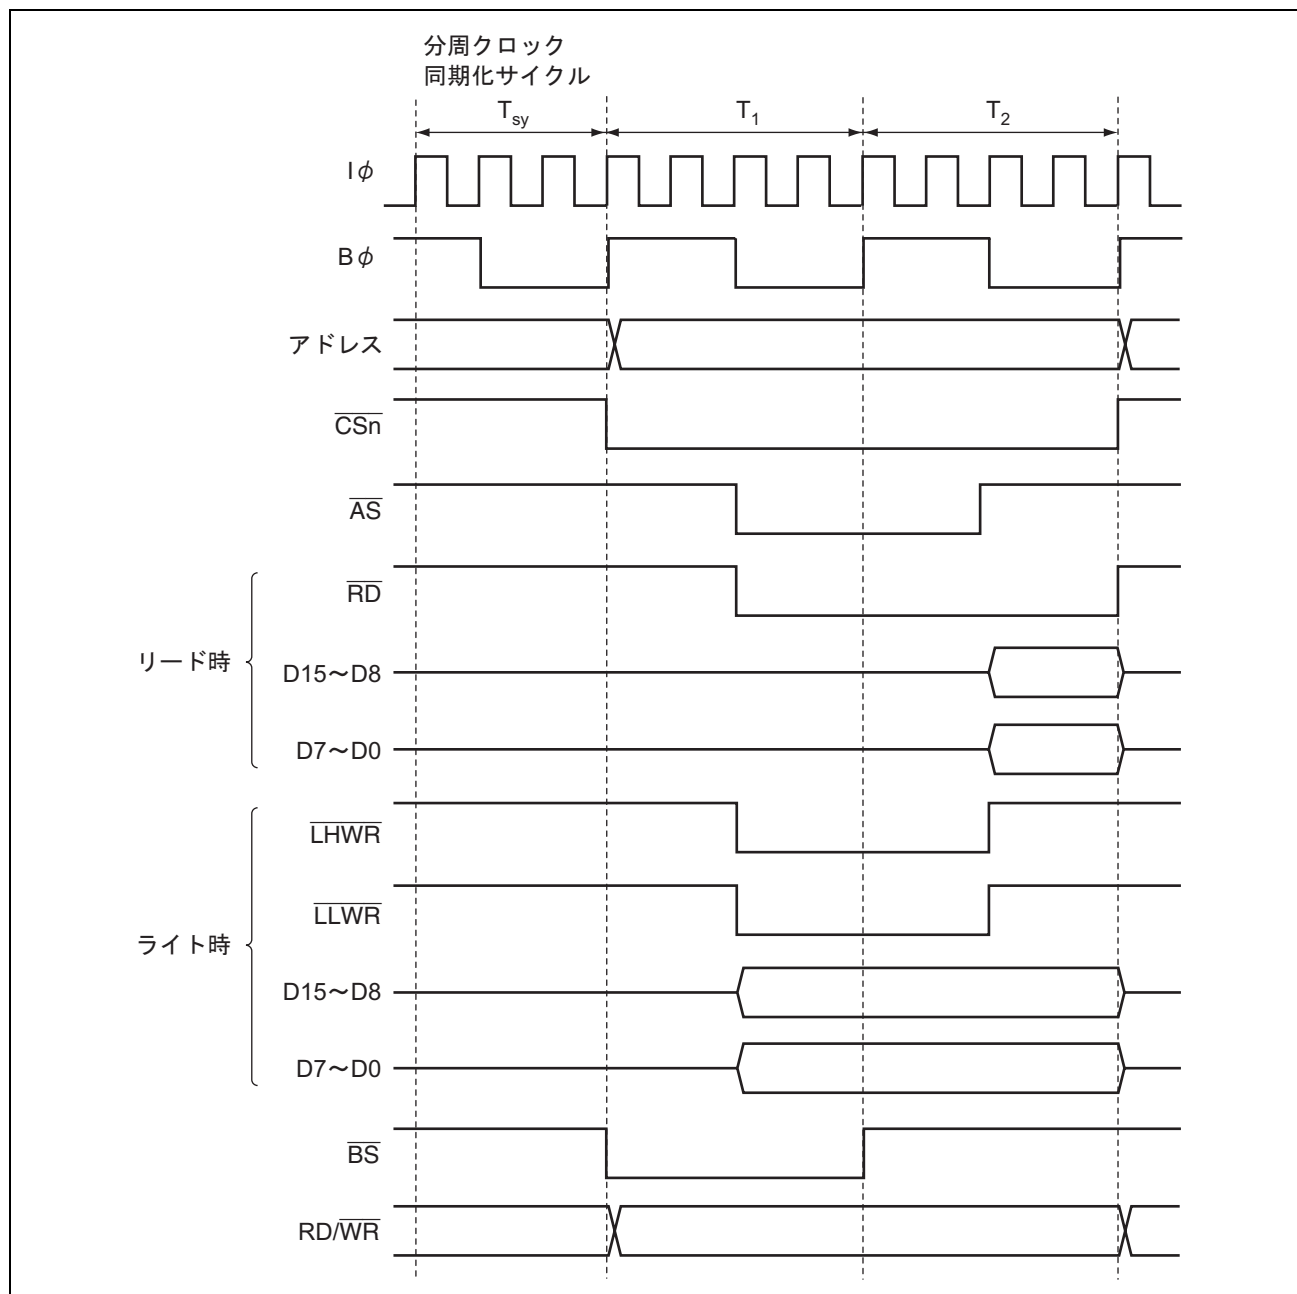 分周クロック
同期化サイクル
Tsy T1 T2
Iφ
Bφ
アドレス
CSn
AS
RD
リード時
D15～D8
D7～D0
LHWR
LLWR
ライト時
D15～D8
D7～D0
BS
RD/WR